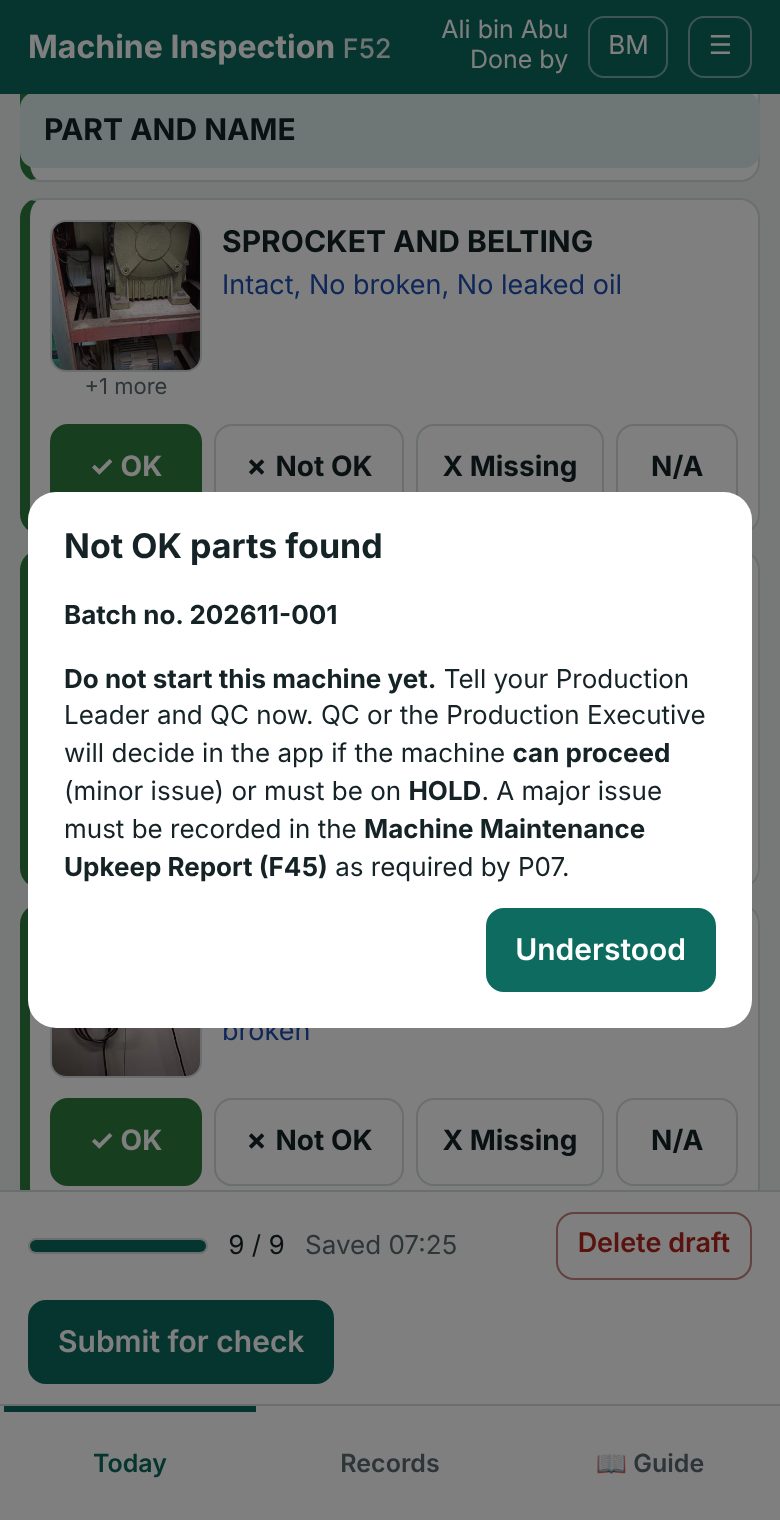 Machine Inspection F52
Ali bin Abu
Done by
BM
☰
PART AND NAME
SPROCKET AND BELTING
Intact, No broken, No leaked oil
+1 more
✓ OK
× Not OK
X Missing
N/A
Not OK parts found
Batch no. 202611-001
Do not start this machine yet. Tell your Production
Leader and QC now. QC or the Production Executive
will decide in the app if the machine can proceed
(minor issue) or must be on HOLD. A major issue
must be recorded in the Machine Maintenance
Upkeep Report (F45) as required by P07.
Understood
broken
✓ OK
× Not OK
X Missing
N/A
9 / 9
Saved 07:25
Delete draft
Submit for check
Today
Records
📖 Guide